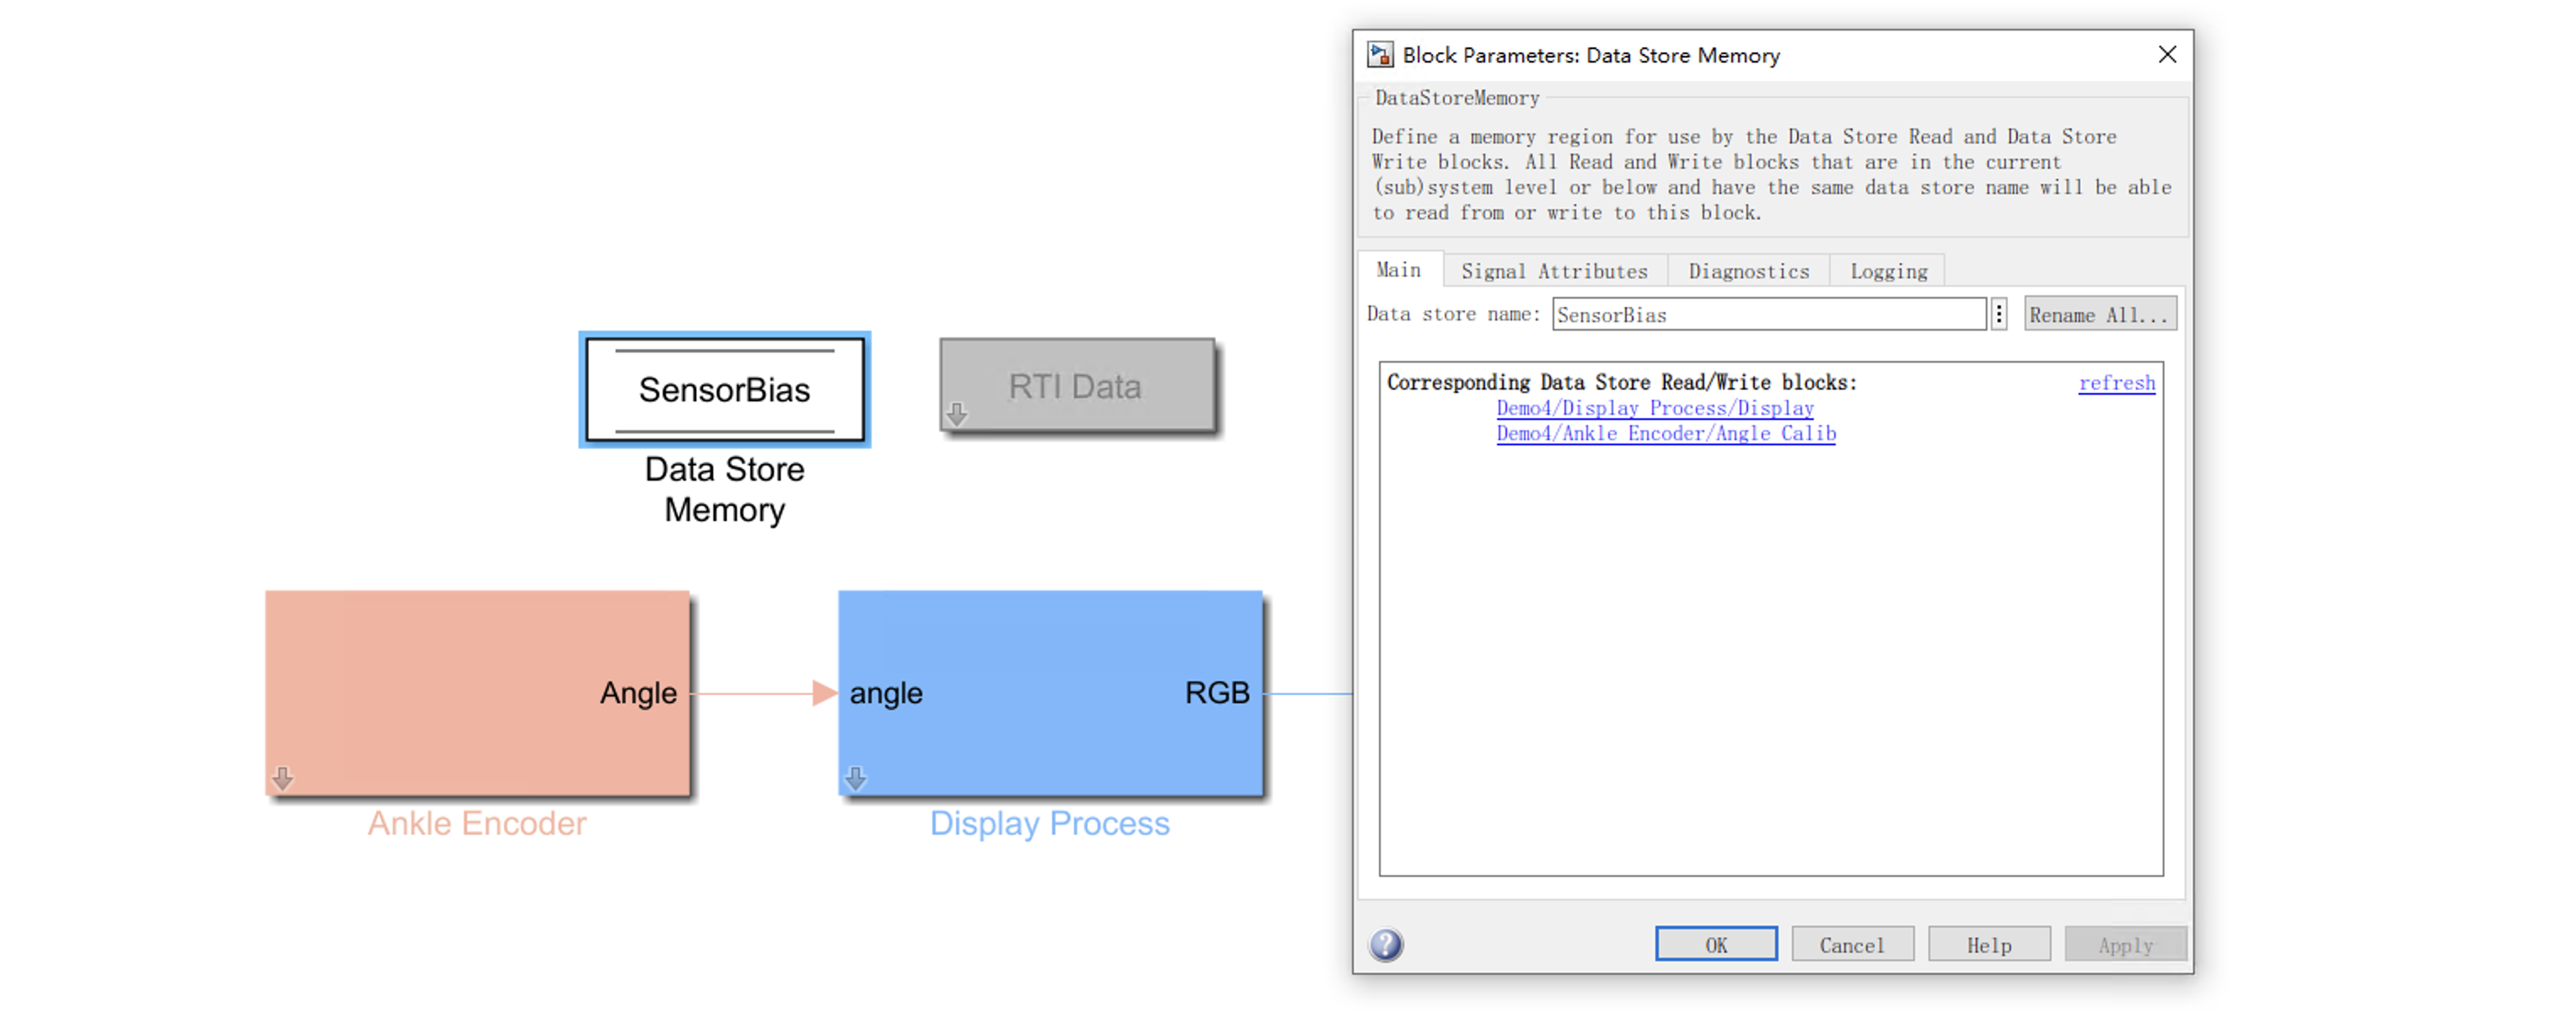 SensorBias
Data Store
Memory
RTI Data
Angle
Ankle Encoder
angle
RGB
Display Process
Block Parameters: Data Store Memory
DataStoreMemory
Define a memory region for use by the Data Store Read and Data Store
Write blocks. All Read and Write blocks that are in the current
(sub)system level or below and have the same data store name will be able
to read from or write to this block.
Main
Signal Attributes
Diagnostics
Logging
Data store name:
SensorBias
Rename All...
Corresponding Data Store Read/Write blocks:
refresh
Demo4/Display Process/Display
Demo4/Ankle Encoder/Angle Calib
OK
Cancel
Help
Apply